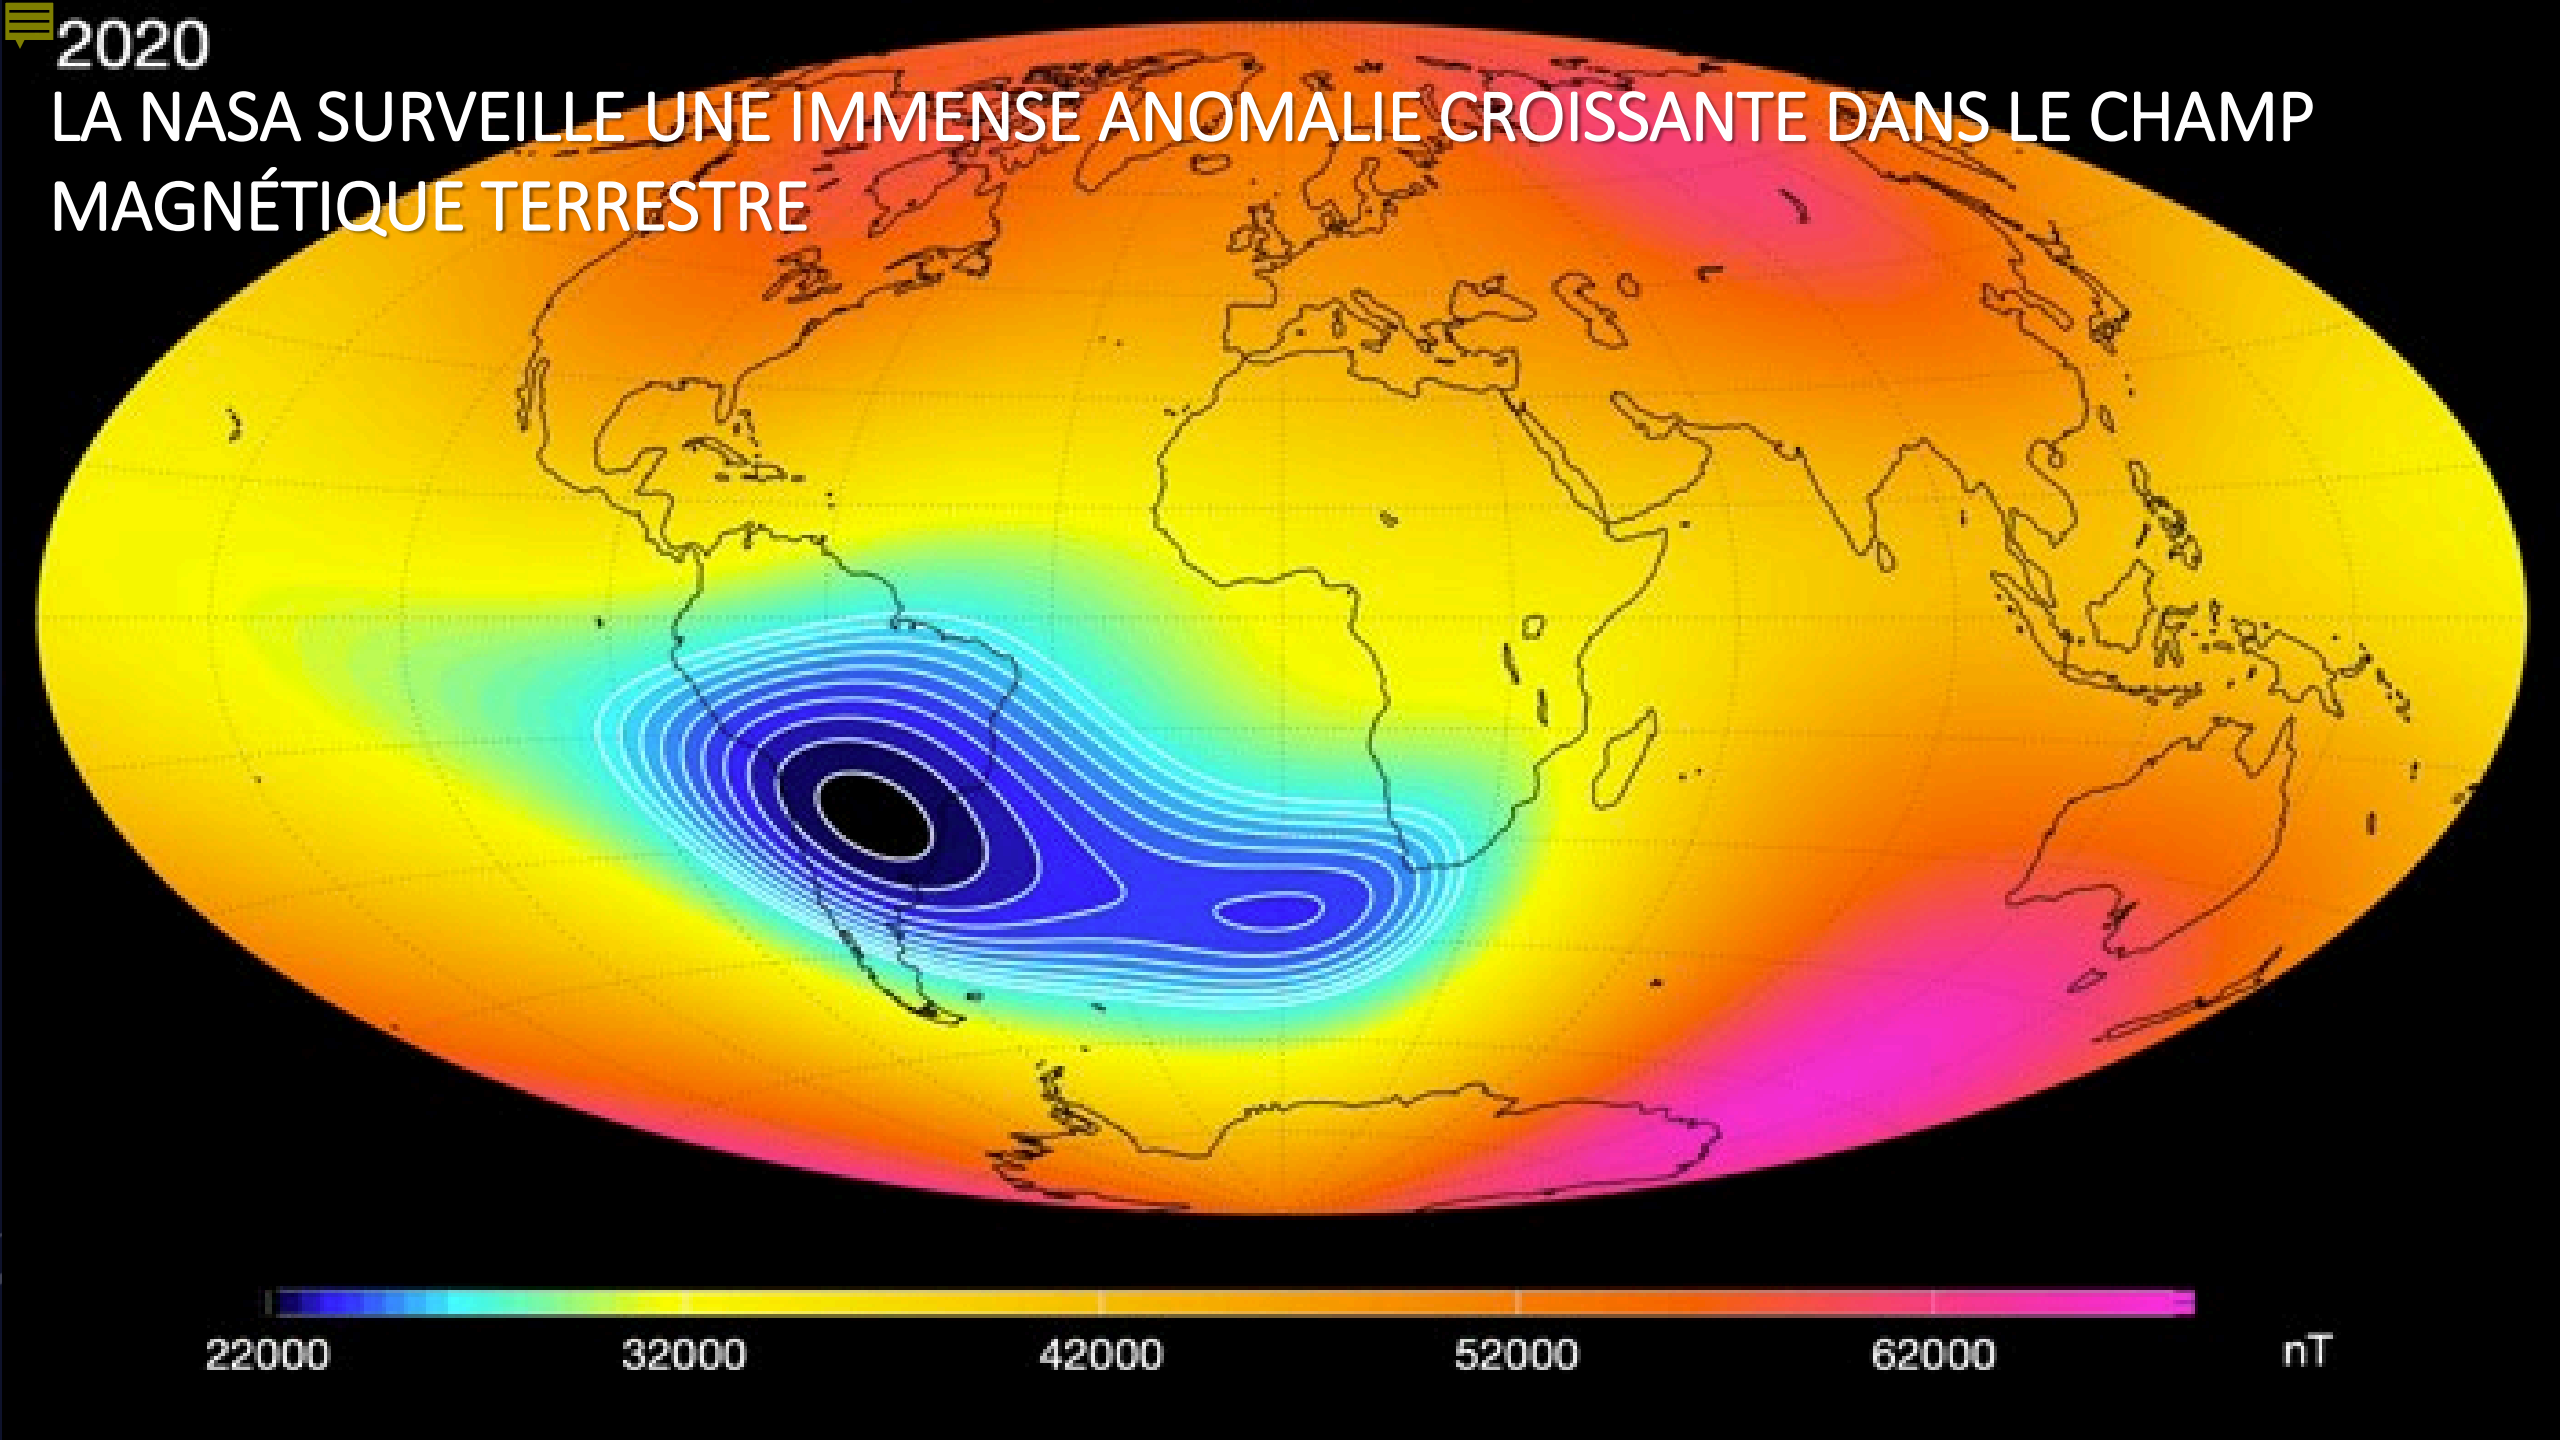 2020
LA NASA SURVEILLE UNE IMMENSE ANOMALIE CROISSANTE DANS LE CHAMP
MAGNÉTIQUE TERRESTRE
22000 32000 42000 52000 62000 nT